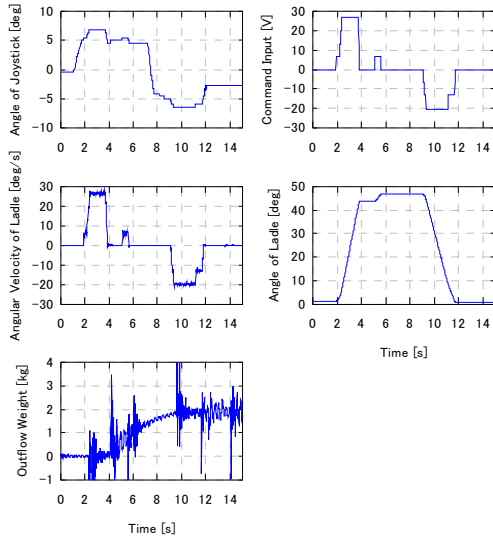 Angle of Joystick [deg]
10
5
0
-5
-10
0 2 4 6 8 10 12 14
Command Input [V]
30
20
10
0
-10
-20
-30
0 2 4 6 8 10 12 14
Angular Velocity of Ladle [deg/s]
30
20
10
0
-10
-20
-30
0 2 4 6 8 10 12 14
Angle of Ladle [deg]
50
40
30
20
10
0
0 2 4 6 8 10 12 14
Time [s]
Outflow Weight [kg]
4
3
2
1
0
-1
0 2 4 6 8 10 12 14
Time [s]